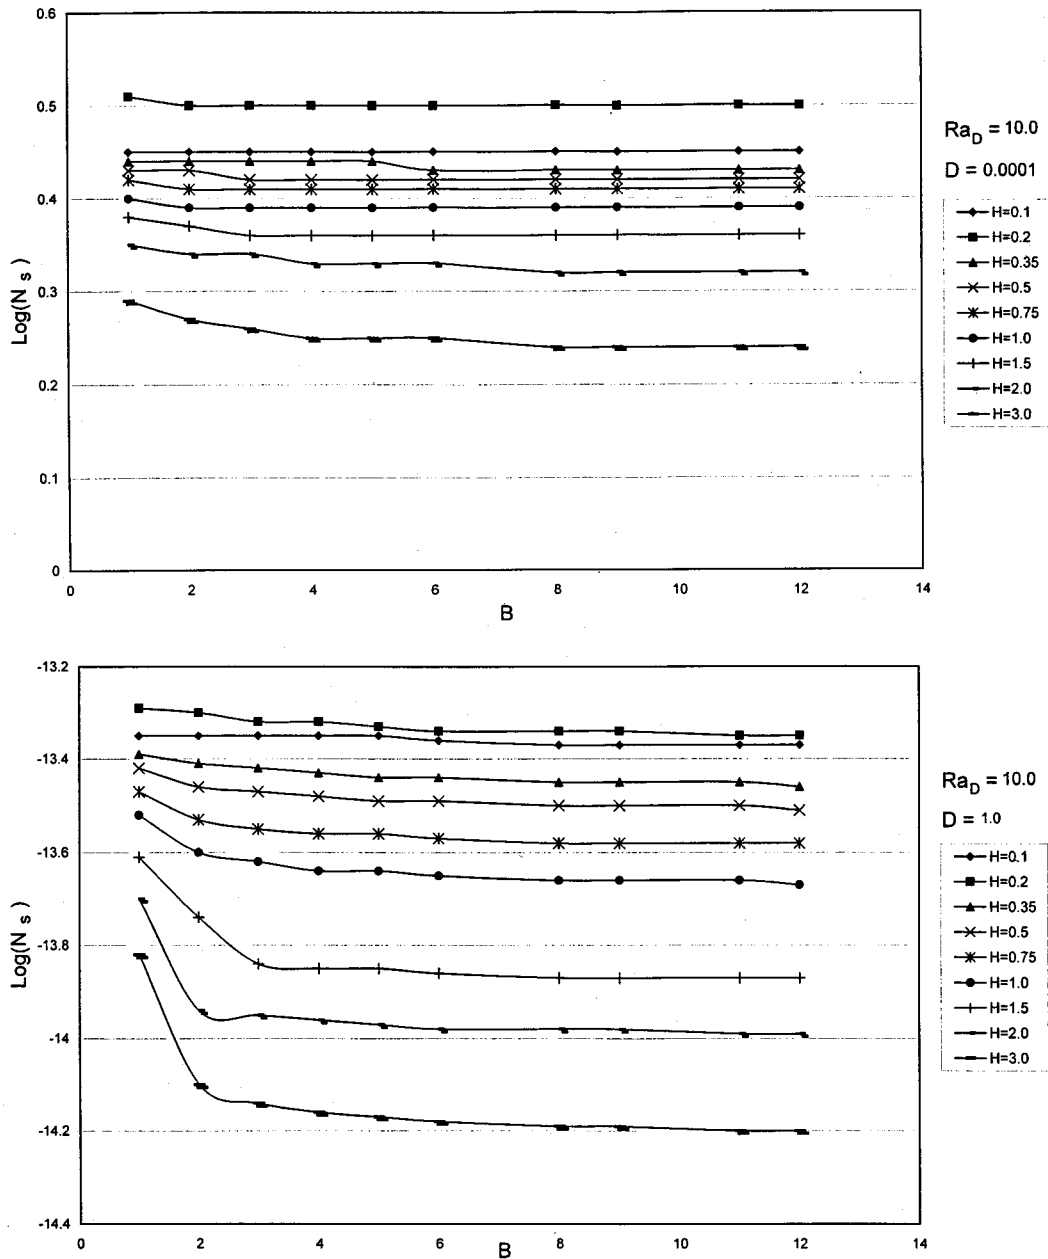 0.6
0.5
0.4
0.3
0.2
0.1
0
Log(N s)
0 2 4 6 8 10 12 14
B
RaD = 10.0
D = 0.0001
H=0.1
H=0.2
H=0.35
H=0.5
H=0.75
H=1.0
H=1.5
H=2.0
H=3.0
-13.2
-13.4
-13.6
-13.8
-14
-14.2
-14.4
Log(N s)
0 2 4 6 8 10 12 14
B
RaD = 10.0
D = 1.0
H=0.1
H=0.2
H=0.35
H=0.5
H=0.75
H=1.0
H=1.5
H=2.0
H=3.0